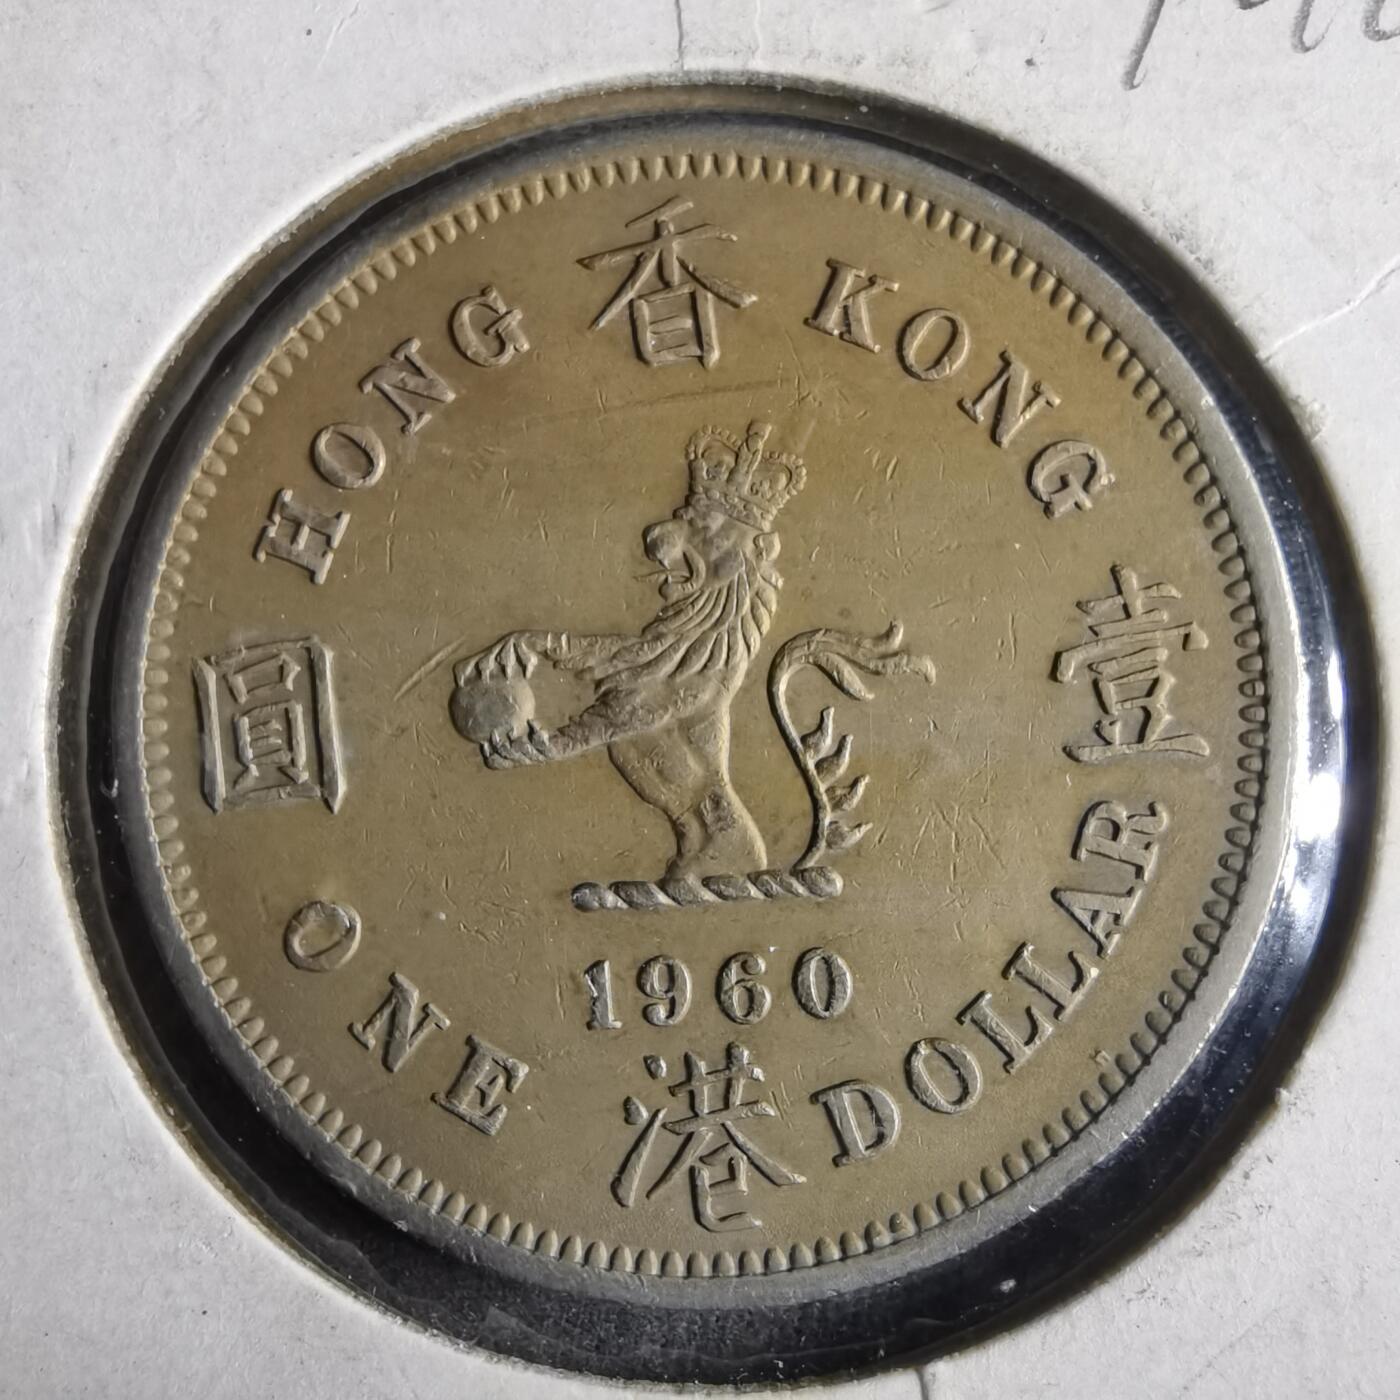 HONG KONG
香港
壹圓
1960
ONE DOLLAR